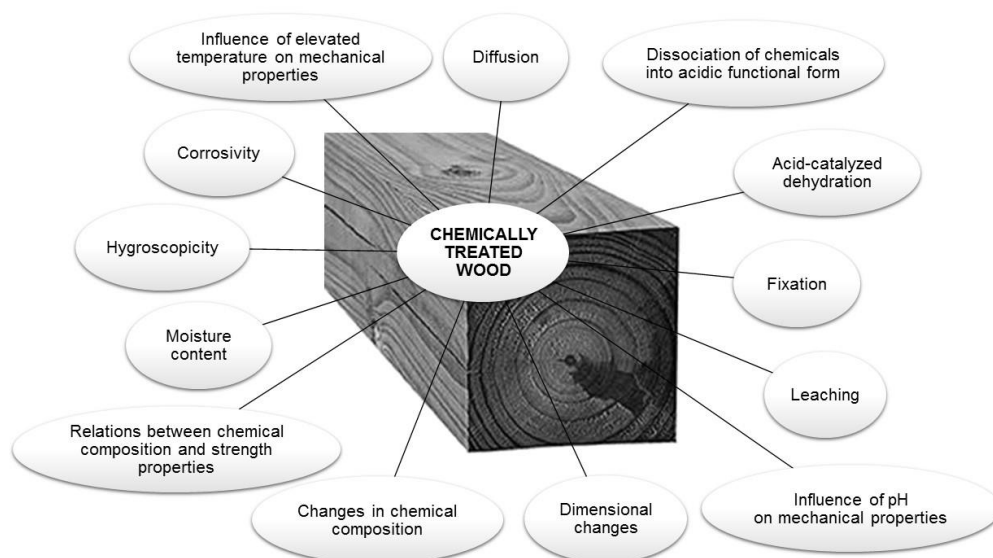 Influence of elevated
temperature on mechanical
properties
Diffusion
Dissociation of chemicals
into acidic functional form
Corrosivity
Acid-catalyzed
dehydration
CHEMICALLY
TREATED
WOOD
Hygroscopicity
Fixation
Moisture
content
Leaching
Relations between chemical
composition and strength
properties
Changes in chemical
composition
Dimensional
changes
Influence of pH
on mechanical properties